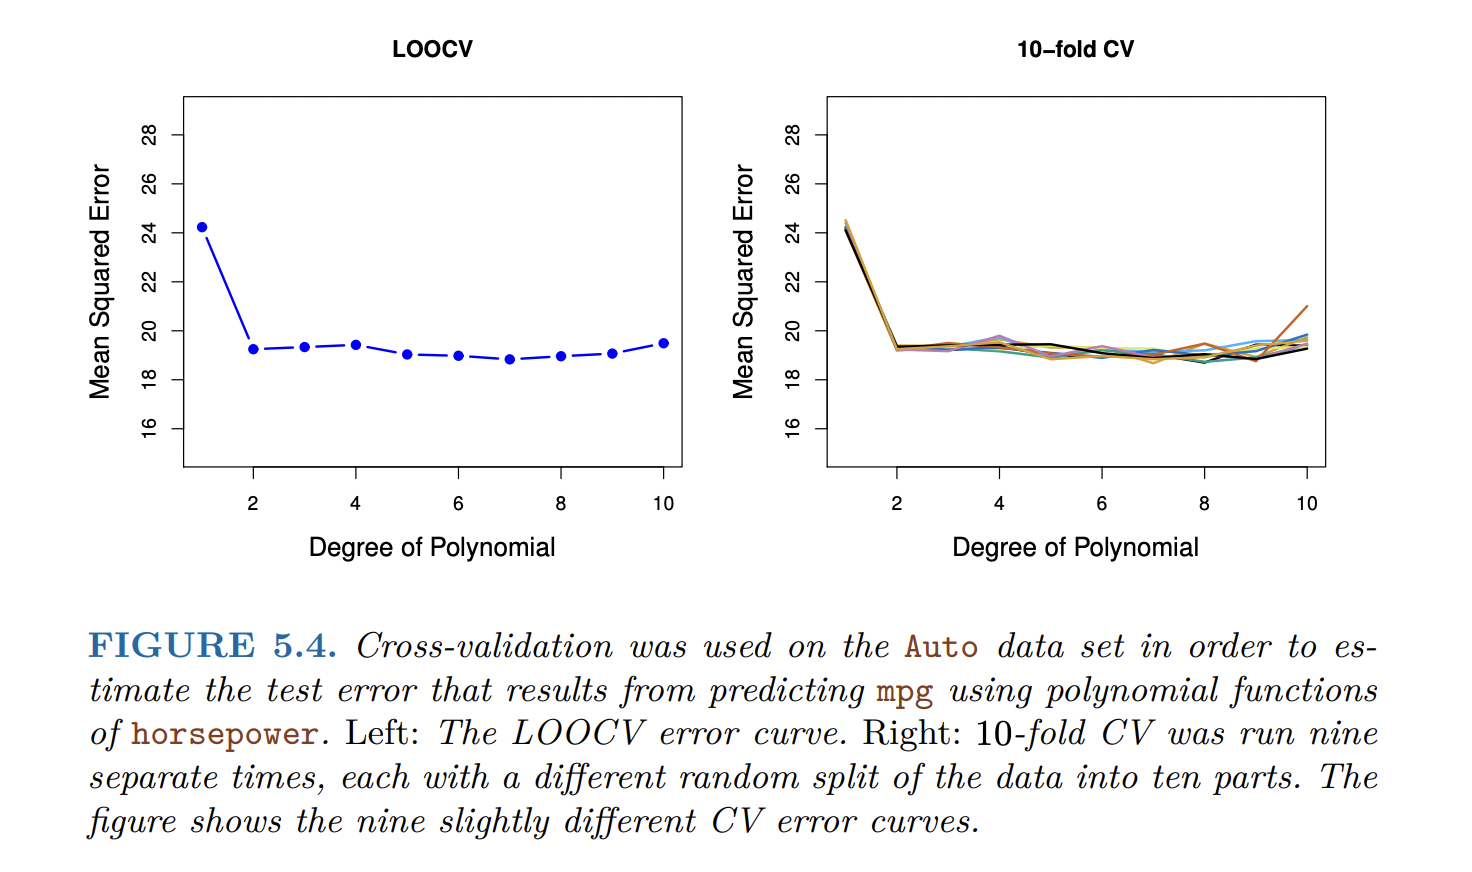 LOOCV
Mean Squared Error
28
26
24
22
20
18
16
2 4 6 8 10
Degree of Polynomial
10−fold CV
Mean Squared Error
28
26
24
22
20
18
16
2 4 6 8 10
Degree of Polynomial
FIGURE 5.4. Cross-validation was used on the Auto data set in order to es-
timate the test error that results from predicting mpg using polynomial functions
of horsepower. Left: The LOOCV error curve. Right: 10-fold CV was run nine
separate times, each with a different random split of the data into ten parts. The
figure shows the nine slightly different CV error curves.